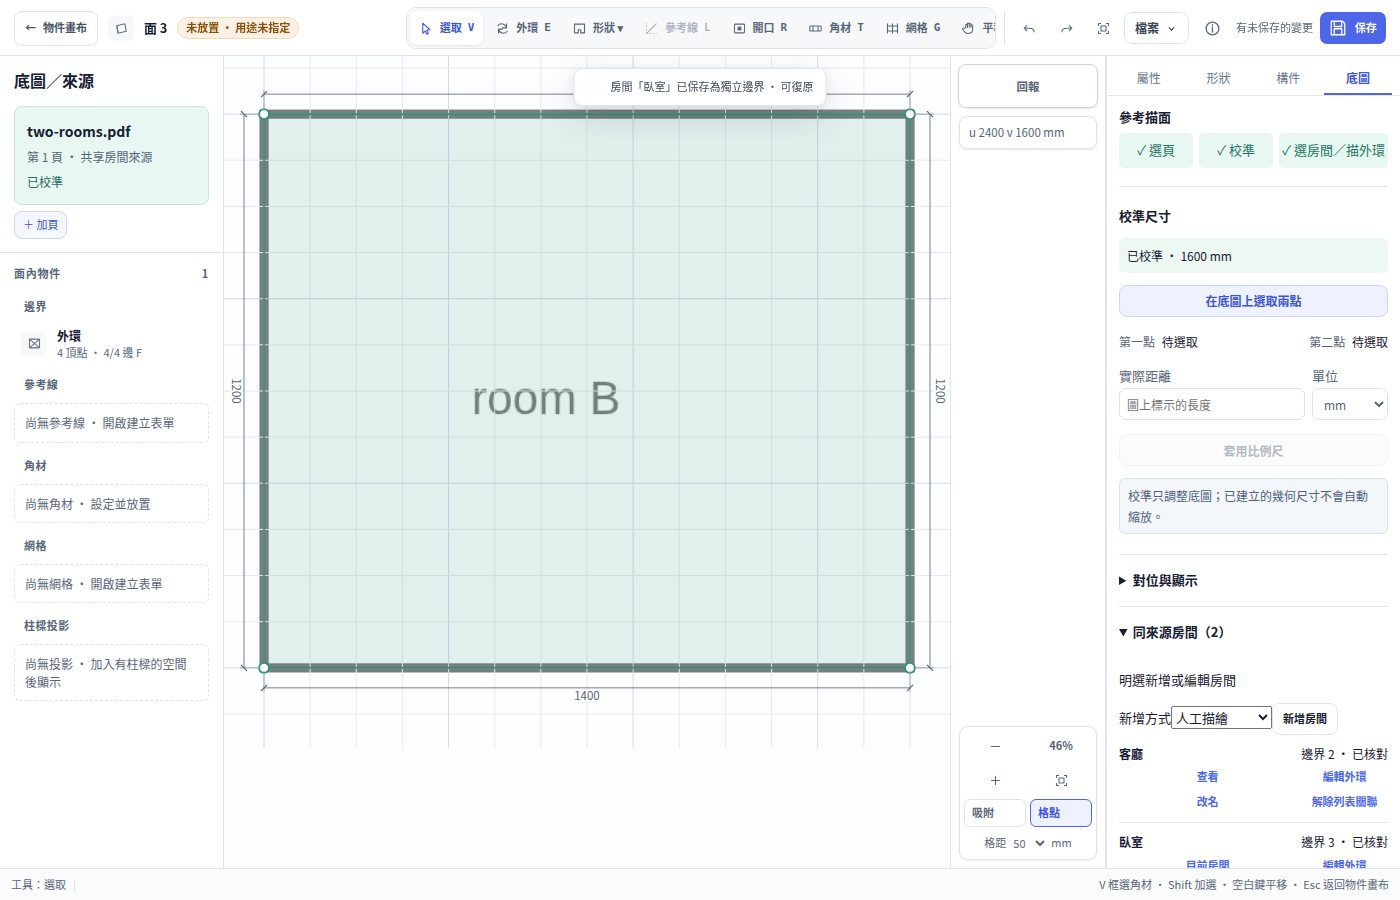 ← 物件畫布
面 3
未放置 · 用途未指定
選取 V
外環 E
形狀 ▾
參考線 L
開口 R
角材 T
網格 G
檔案
有未保存的變更
保存
底圖／來源
two-rooms.pdf
第 1 頁 · 共享房間來源
已校準
＋ 加頁
面內物件 1
邊界
外環
4 頂點 · 4/4 邊 F
參考線
尚無參考線 · 開啟建立表單
角材
尚無角材 · 設定並放置
網格
尚無網格 · 開啟建立表單
柱樑投影
尚無投影 · 加入有柱樑的空間
後顯示
房間「臥室」已保存為獨立邊界 · 可復原
1200
room B
1200
1400
回報
u 2400 v 1600 mm
− 46%
+
吸附 格點
格距 50 mm
屬性 形狀 構件 底圖
參考描面
✓ 選頁 ✓ 校準 ✓ 選房間／描外環
校準尺寸
已校準 · 1600 mm
在底圖上選取兩點
第一點 待選取 第二點 待選取
實際距離 單位
圖上標示的長度 mm
套用比例尺
校準只調整底圖；已建立的幾何尺寸不會自動
縮放。
▶ 對位與顯示
▼ 同來源房間（2）
明選新增或編輯房間
新增方式 人工描繪 新增房間
客廳 邊界 2 · 已核對
查看 編輯外環
改名 解除列表關聯
臥室 邊界 3 · 已核對
目前房間 編輯外環
工具：選取
V 框選角材 · Shift 加選 · 空白鍵平移 · Esc 返回物件畫布